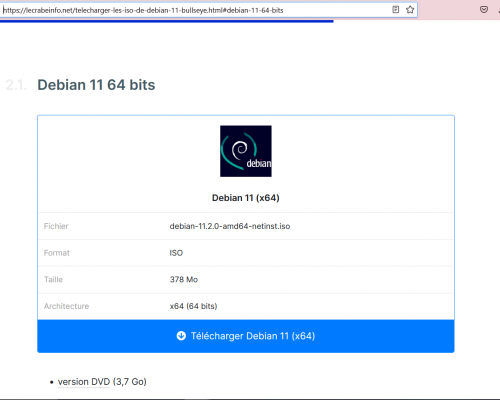 https://lecrabeinfo.net/telecharger-les-iso-de-debian-11-bullseye.html#debian-11-64-bits
2.1. Debian 11 64 bits
debian
Debian 11 (x64)
Fichier debian-11.2.0-amd64-netinst.iso
Format ISO
Taille 378 Mo
Architecture x64 (64 bits)
Télécharger Debian 11 (x64)
• version DVD (3,7 Go)